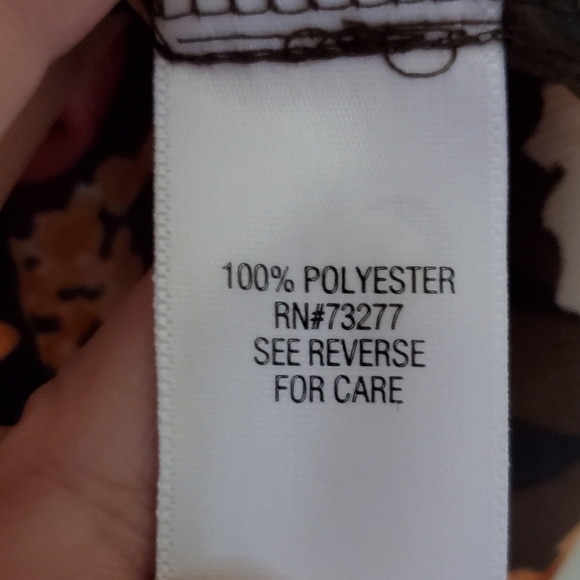 100% POLYESTER
RN#73277
SEE REVERSE
FOR CARE